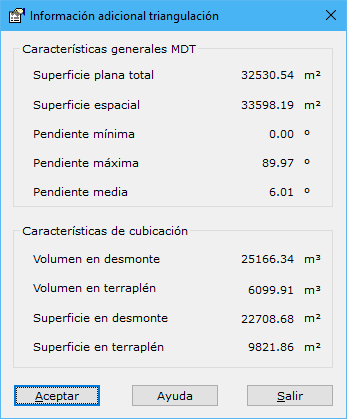 Información adicional triangulación
Características generales MDT
Superficie plana total 32530.54 m²
Superficie espacial 33598.19 m²
Pendiente mínima 0.00 º
Pendiente máxima 89.97 º
Pendiente media 6.01 º
Características de cubicación
Volumen en desmonte 25166.34 m³
Volumen en terraplén 6099.91 m³
Superficie en desmonte 22708.68 m²
Superficie en terraplén 9821.86 m²
Aceptar Ayuda Salir